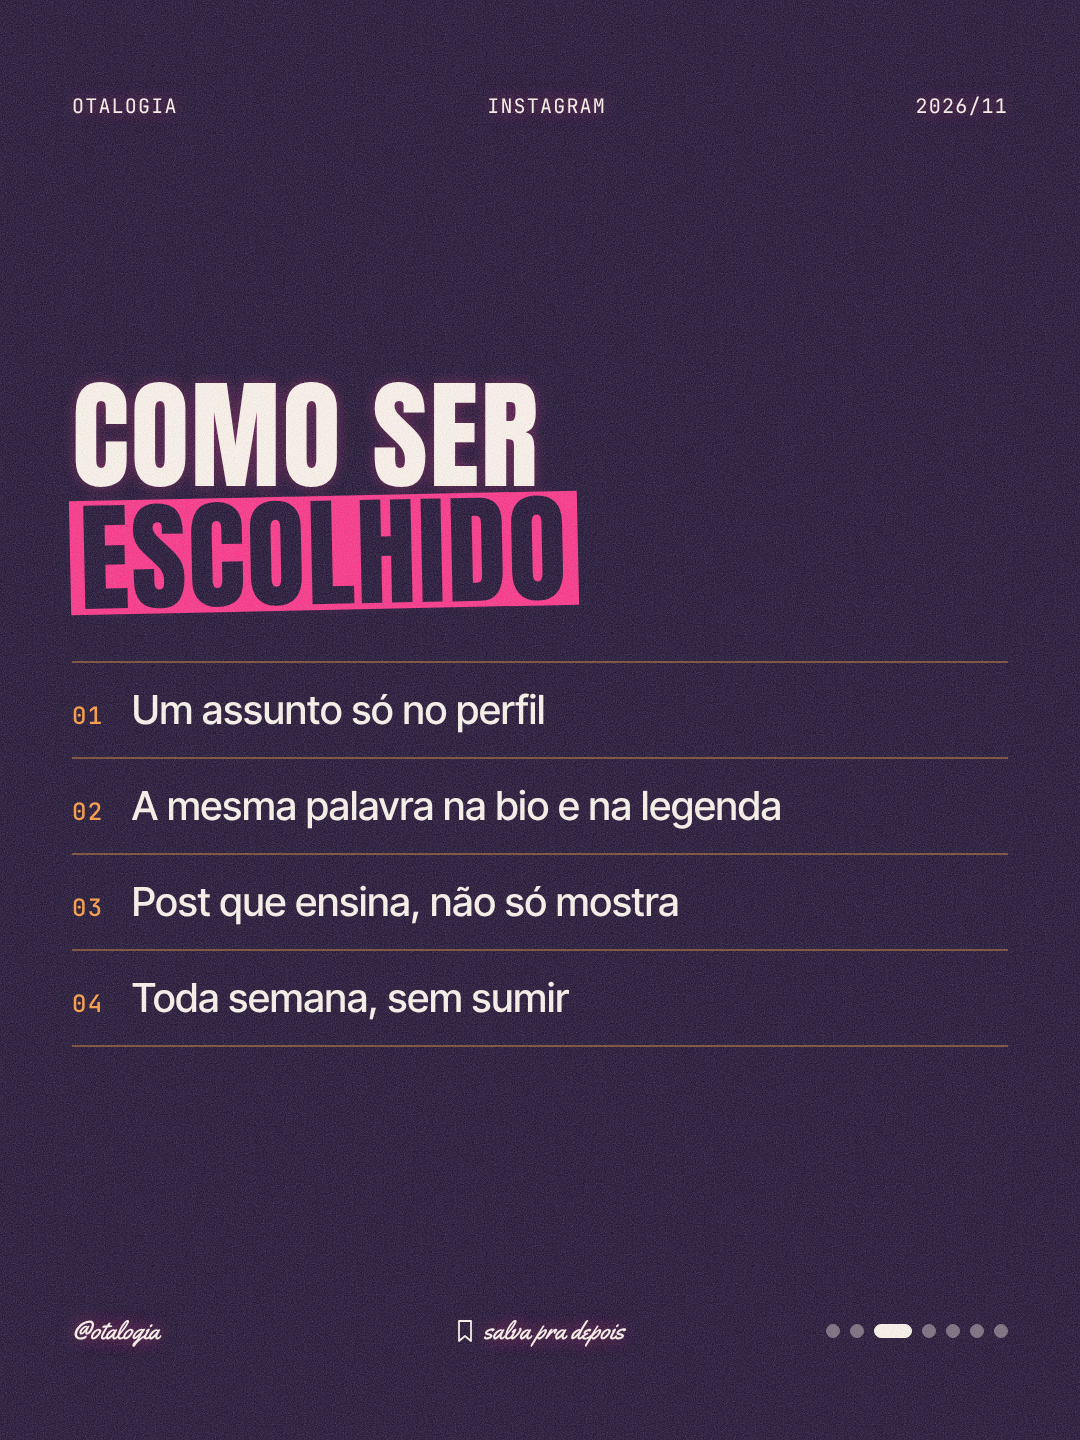 OTALOGIA INSTAGRAM 2026/11
COMO SER
ESCOLHIDO
01 Um assunto só no perfil
02 A mesma palavra na bio e na legenda
03 Post que ensina, não só mostra
04 Toda semana, sem sumir
@otalogia salva pra depois